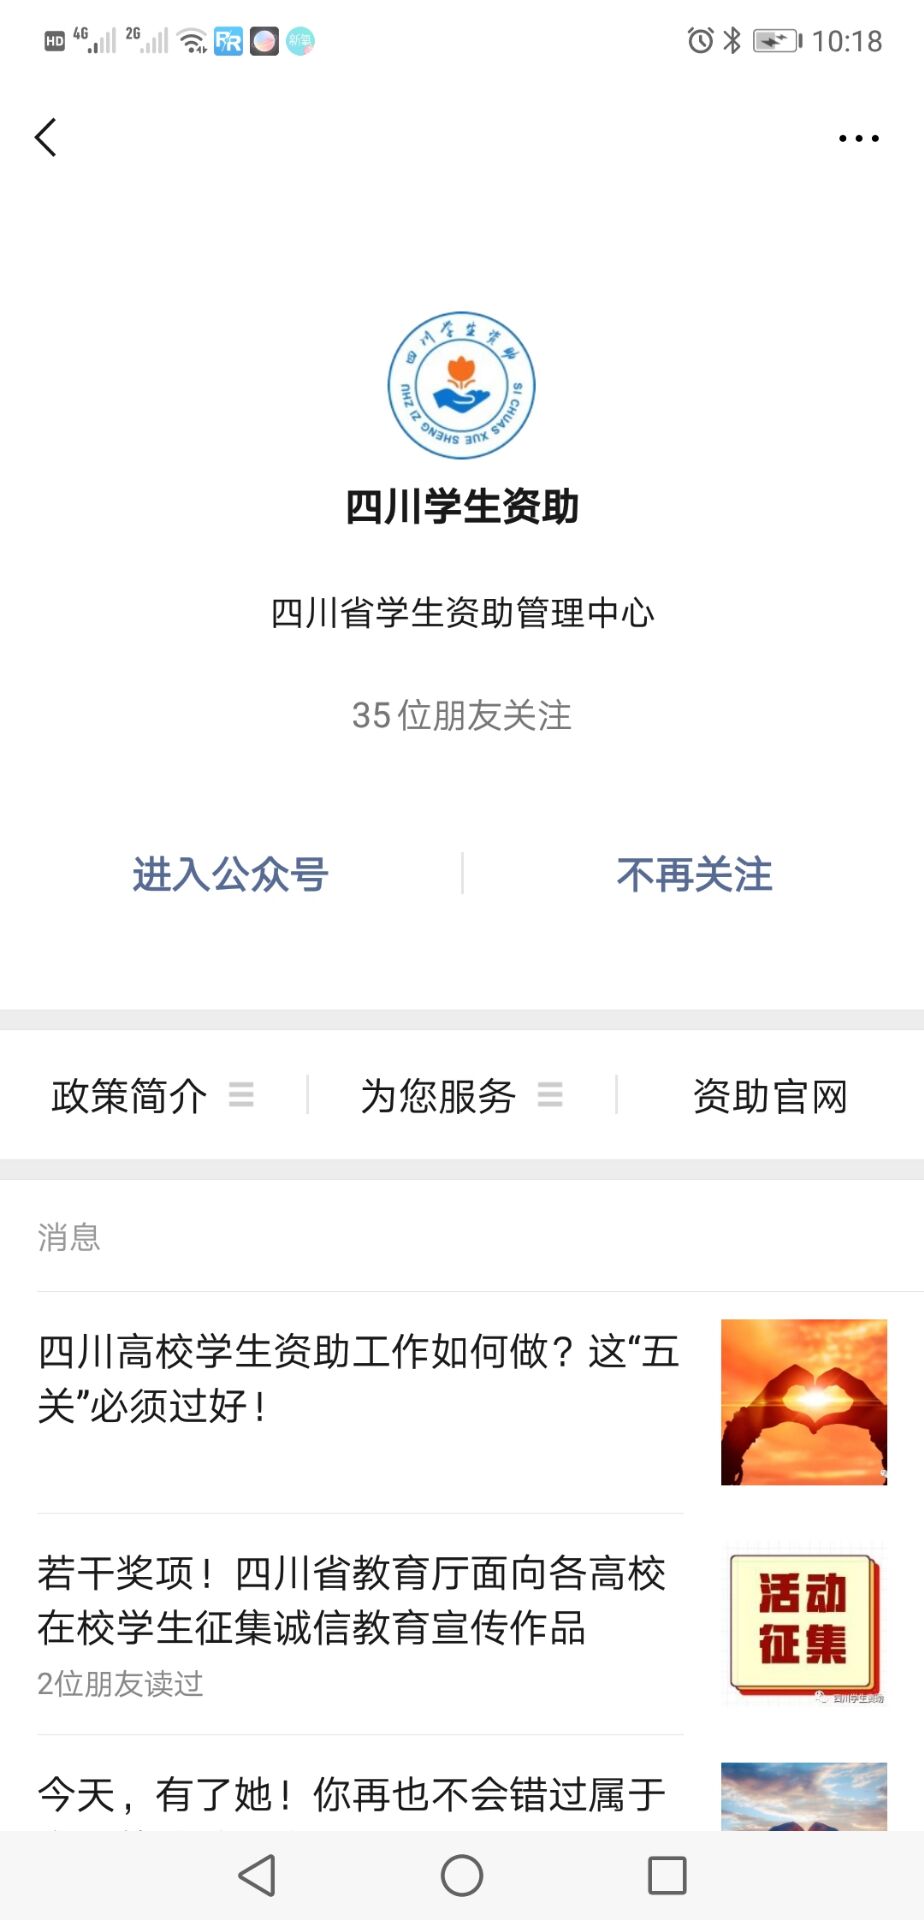 HD 4G 2G RR 新氧 10:18
四川学生资助
SI CHUAS XUE SHENG ZI ZHU
四川学生资助
四川省学生资助管理中心
35位朋友关注
进入公众号 不再关注
政策简介 为您服务 资助官网
消息
四川高校学生资助工作如何做？这“五
关”必须过好！
若干奖项！四川省教育厅面向各高校
在校学生征集诚信教育宣传作品
2位朋友读过
活动
征集
四川学生资助
今天，有了她！你再也不会错过属于